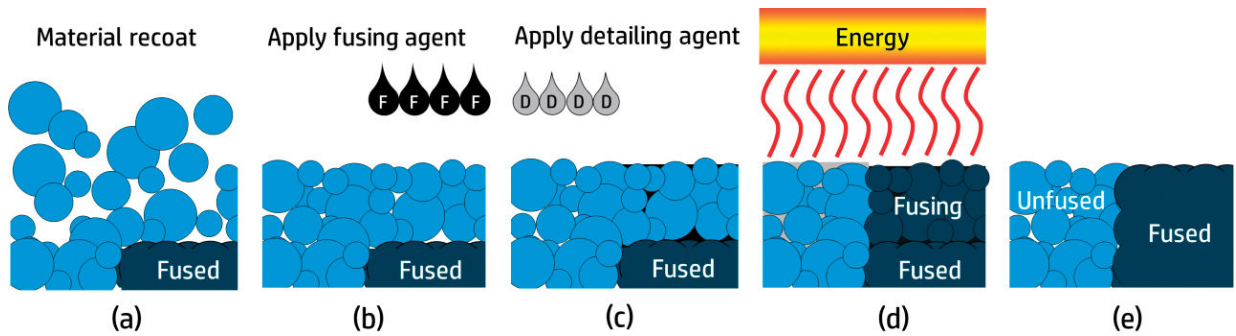 Material recoat
Apply fusing agent
Apply detailing agent
Energy
F F F F
D D D D
Fusing
Unfused
Fused
Fused
Fused
Fused
Fused
(a)
(b)
(c)
(d)
(e)